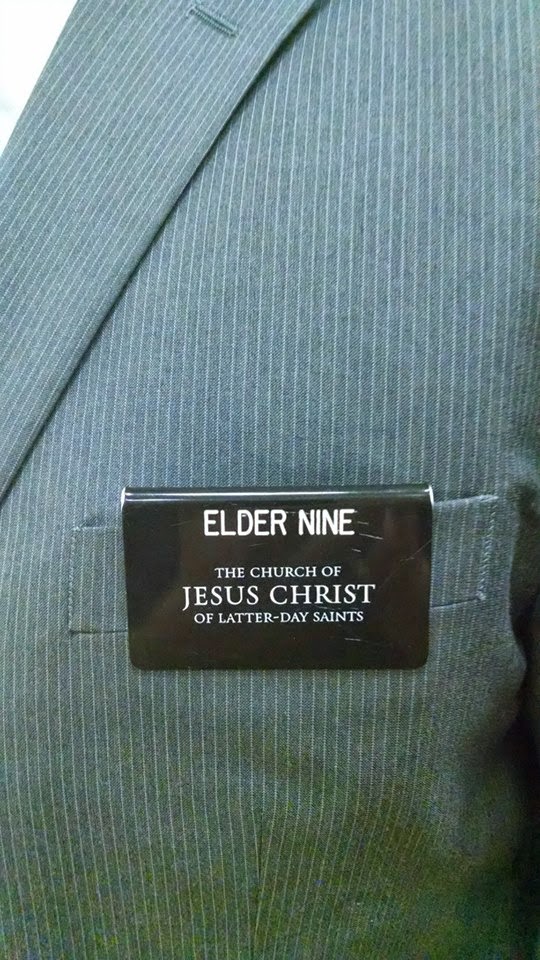 ELDER NINE
THE CHURCH OF
JESUS CHRIST
OF LATTER-DAY SAINTS